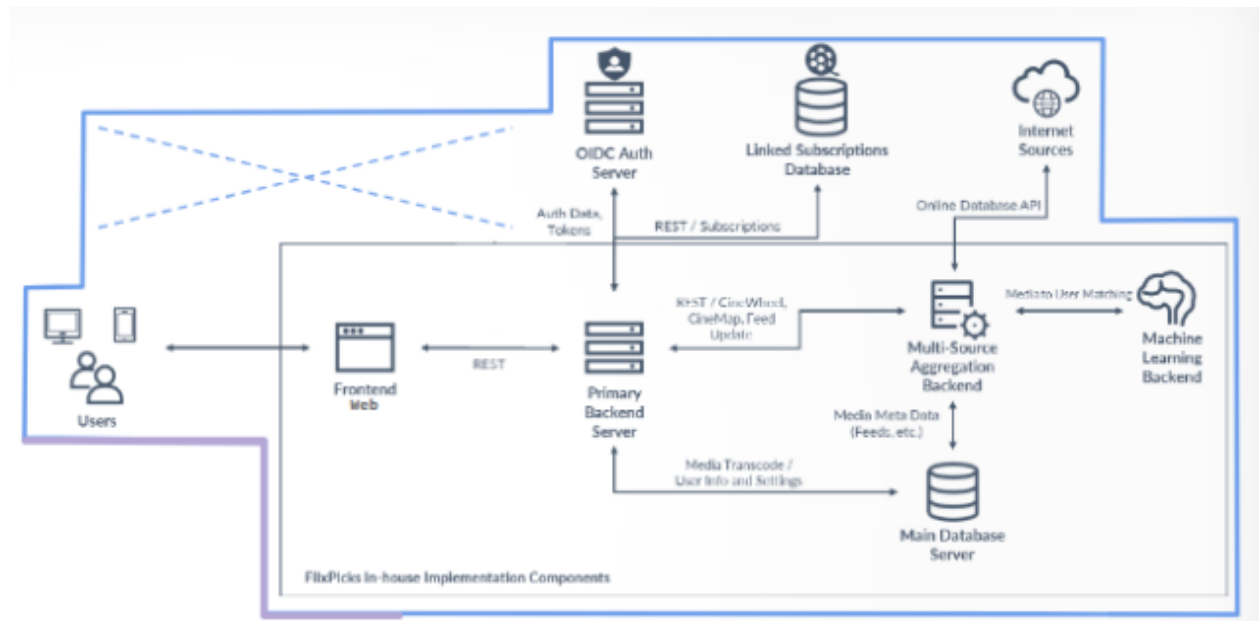 OIDC Auth
Server
Linked Subscriptions
Database
Internet
Sources
Auth Data,
Tokens
REST / Subscriptions
Online Database API
Users
Frontend
Web
REST
Primary
Backend
Server
REST / CineWheel,
CineMap, Feed
Update
Multi-Source
Aggregation
Backend
Media to User Matching
Machine
Learning
Backend
Media Meta Data
(Feeds, etc.)
Media Transcode /
User Info and Settings
Main Database
Server
FlixPicks In-house Implementation Components